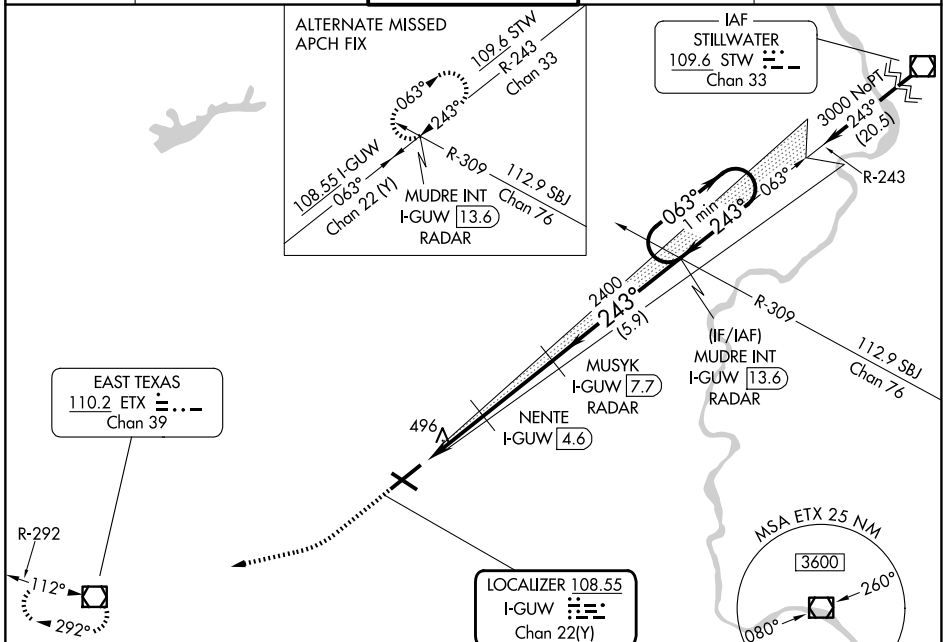 ALTERNATE MISSED
APCH FIX
109.6 STW
R-243
Chan 33
063°
243°
108.55 I-GUW
063°
Chan 22 (Y)
R-309
112.9 SBJ
Chan 76
MUDRE INT
I-GUW 13.6
RADAR
IAF
STILLWATER
109.6 STW
Chan 33
3000 NoPT
243°
(20.5)
R-243
063°
063°
1 min
243°
2400
243°
(5.9)
R-309
112.9 SBJ
Chan 76
(IF/IAF)
MUDRE INT
I-GUW 13.6
RADAR
MUSYK
I-GUW 7.7
RADAR
NENTE
I-GUW 4.6
496
EAST TEXAS
110.2 ETX
Chan 39
R-292
112°
292°
LOCALIZER 108.55
I-GUW
Chan 22(Y)
MSA ETX 25 NM
3600
260°
080°